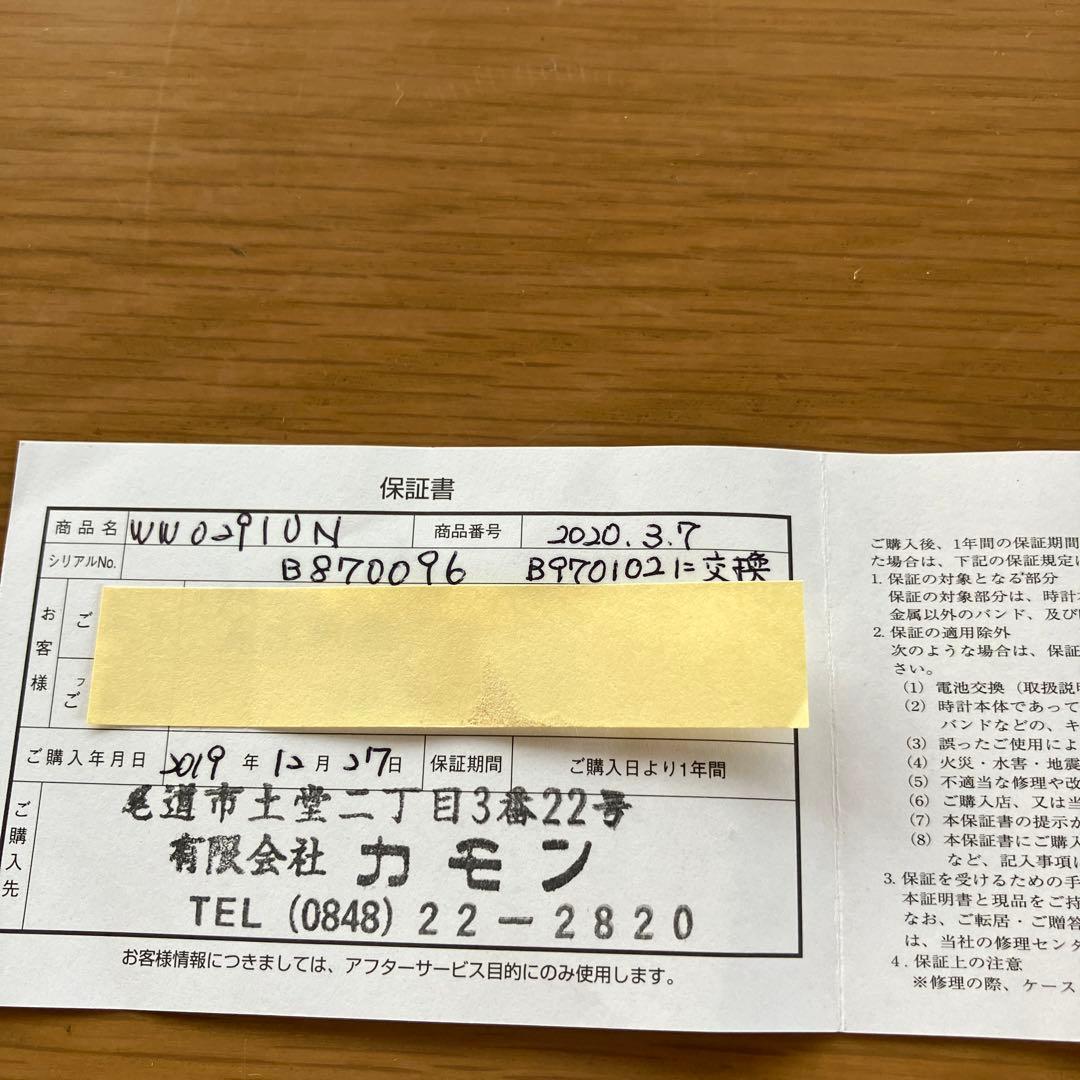 保証書
商品名 WW0291UN 商品番号 2020.3.7
シリアルNo. B870096 B970102に交換
お客様
ご
フ
ご
ご購入年月日 2019年12月27日 保証期間 ご購入日より1年間
ご購入先
尾道市土堂二丁目3番22号
有限会社 カモン
TEL (0848) 22-2820
お客様情報につきましては、アフターサービス目的にのみ使用します。
ご購入後、1年間の保証期間
た場合は、下記の保証規定に
1. 保証の対象となる部分
保証の対象部分は、時計本
金属以外のバンド、及び
2. 保証の適用除外
次のような場合は、保証
さい。
(1) 電池交換（取扱説明
(2) 時計本体であって
バンドなどの、キ
(3) 誤ったご使用によ
(4) 火災・水害・地震
(5) 不適当な修理や改
(6) ご購入店、又は当
(7) 本保証書の提示が
(8) 本保証書にご購入
など、記入事項に
3. 保証を受けるための手
本証明書と現品をご持
なお、ご転居・ご贈答
は、当社の修理センタ
4. 保証上の注意
※修理の際、ケース